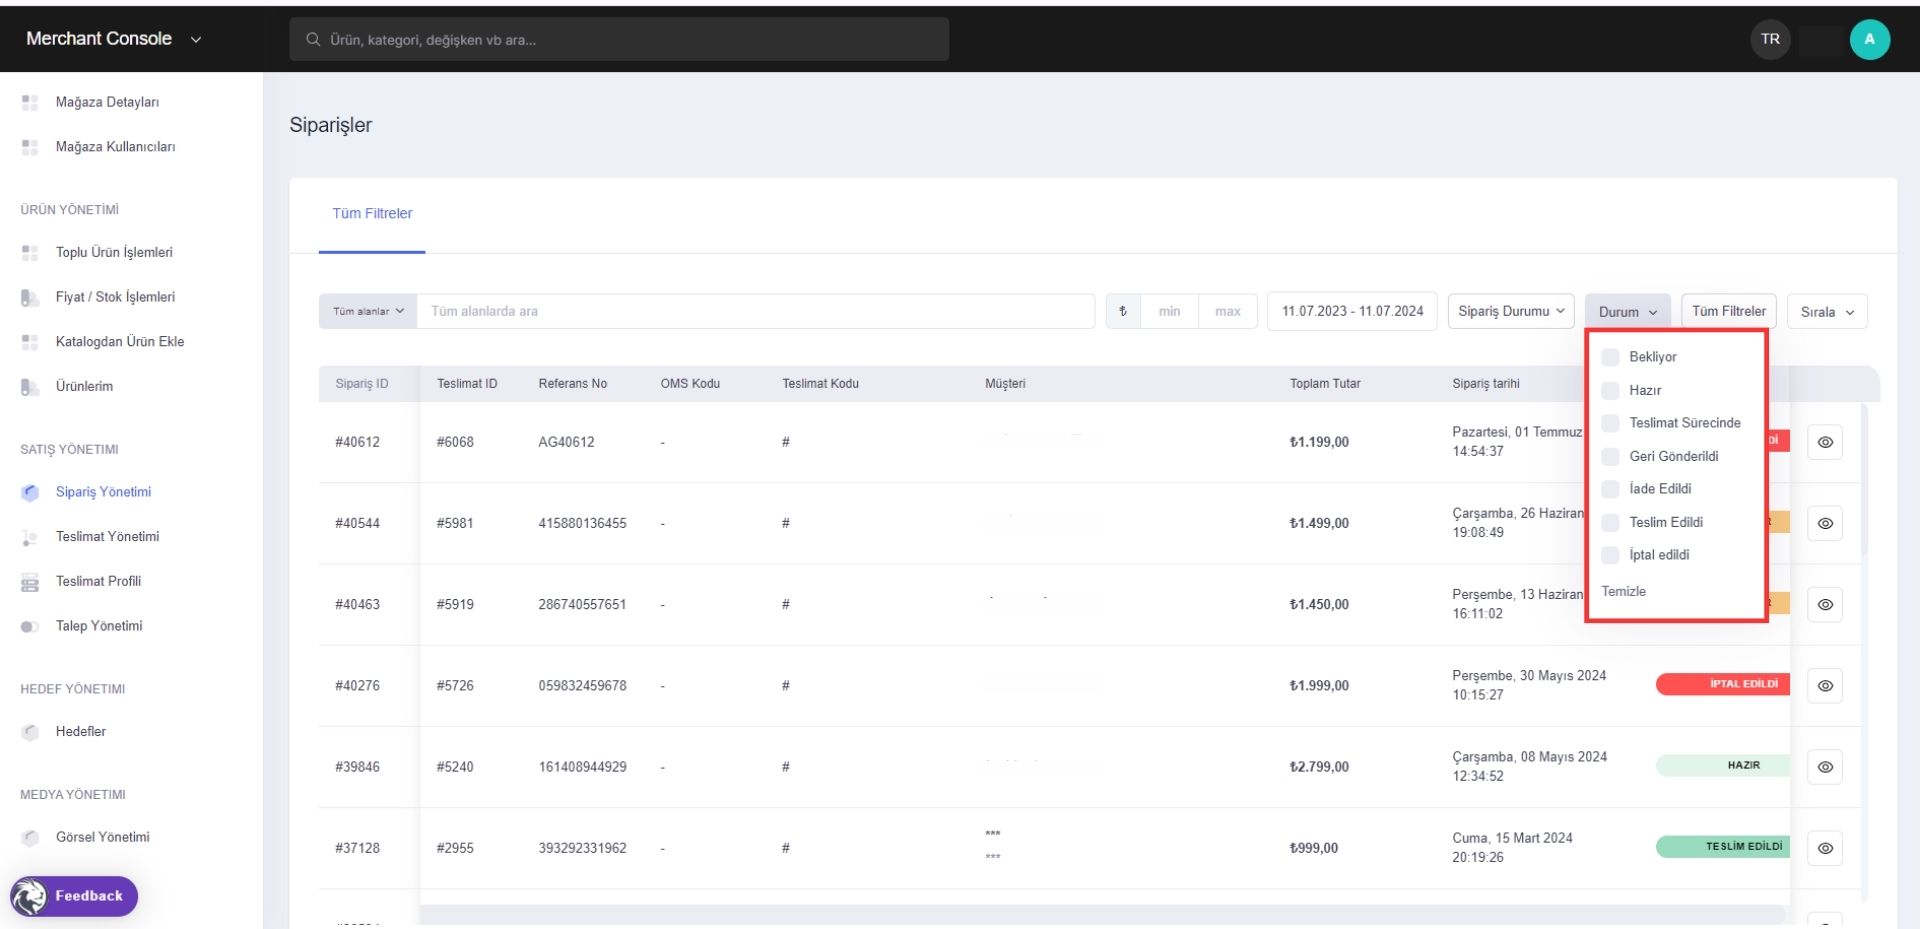 Merchant Console
Ürün, kategori, değişken vb ara...
TR
A
Mağaza Detayları
Mağaza Kullanıcıları
ÜRÜN YÖNETİMİ
Toplu Ürün İşlemleri
Fiyat / Stok İşlemleri
Katalogdan Ürün Ekle
Ürünlerim
SATIŞ YÖNETIMI
Sipariş Yönetimi
Teslimat Yönetimi
Teslimat Profili
Talep Yönetimi
HEDEF YÖNETIMI
Hedefler
MEDYA YÖNETIMI
Görsel Yönetimi
Feedback
Siparişler
Tüm Filtreler
Tüm alanlar
Tüm alanlarda ara
₺ min max
11.07.2023 - 11.07.2024
Sipariş Durumu
Durum
Tüm Filtreler
Sırala
Bekliyor
Hazır
Teslimat Sürecinde
Geri Gönderildi
İade Edildi
Teslim Edildi
İptal edildi
Temizle
Sipariş ID Teslimat ID Referans No OMS Kodu Teslimat Kodu Müşteri Toplam Tutar Sipariş tarihi
#40612 #6068 AG40612 - # ₺1.199,00 Pazartesi, 01 Temmuz
14:54:37
#40544 #5981 415880136455 - # ₺1.499,00 Çarşamba, 26 Haziran
19:08:49
#40463 #5919 286740557651 - # ₺1.450,00 Perşembe, 13 Haziran
16:11:02
#40276 #5726 059832459678 - # ₺1.999,00 Perşembe, 30 Mayıs 2024
10:15:27
İPTAL EDİLDİ
#39846 #5240 161408944929 - # ₺2.799,00 Çarşamba, 08 Mayıs 2024
12:34:52
HAZIR
#37128 #2955 393292331962 - # *** ₺999,00 Cuma, 15 Mart 2024
*** 20:19:26
TESLİM EDİLDİ